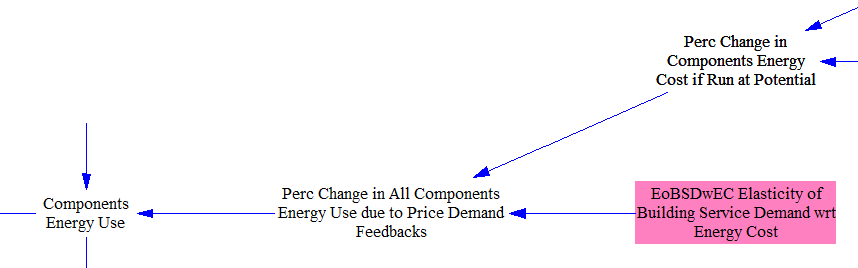 Perc Change in
Components Energy
Cost if Run at Potential
Components
Energy Use
Perc Change in All Components
Energy Use due to Price Demand
Feedbacks
EoBSDwEC Elasticity of
Building Service Demand wrt
Energy Cost